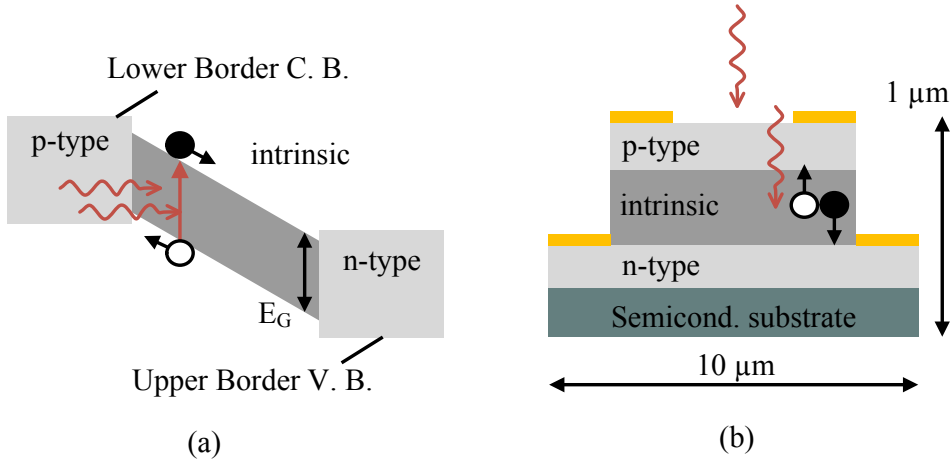 Lower Border C. B.
p-type
intrinsic
n-type
E_G
Upper Border V. B.
(a)
1 µm
p-type
intrinsic
n-type
Semicond. substrate
10 µm
(b)